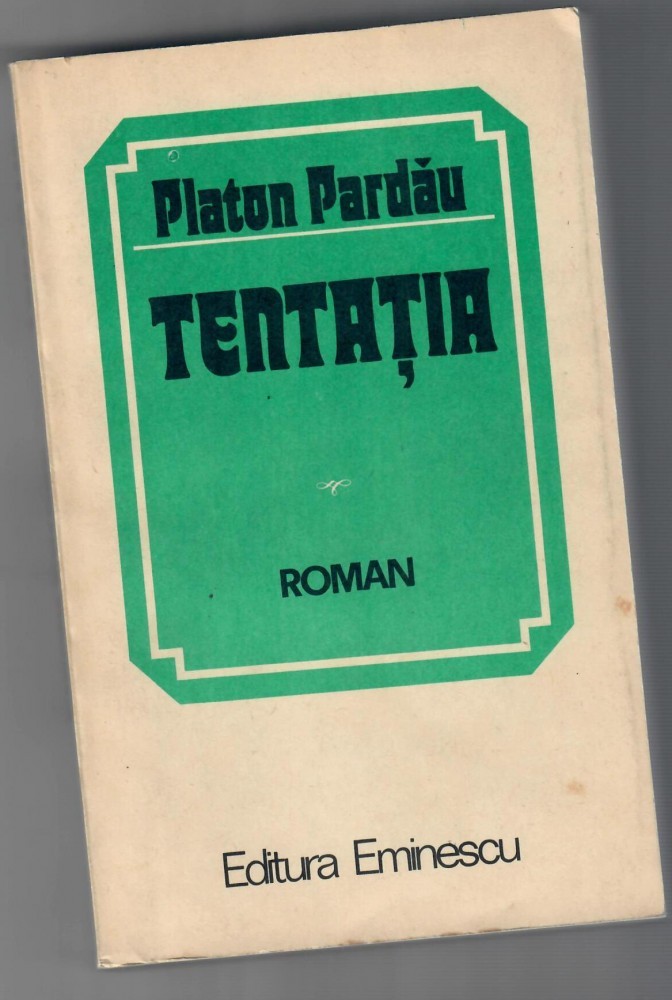 Platon Pardău
TENTAȚIA
ROMAN
Editura Eminescu